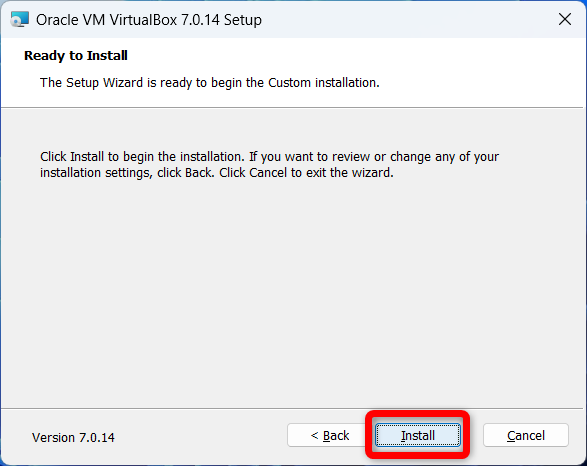 Oracle VM VirtualBox 7.0.14 Setup
Ready to Install
The Setup Wizard is ready to begin the Custom installation.
Click Install to begin the installation. If you want to review or change any of your
installation settings, click Back. Click Cancel to exit the wizard.
Version 7.0.14
< Back
Install
Cancel